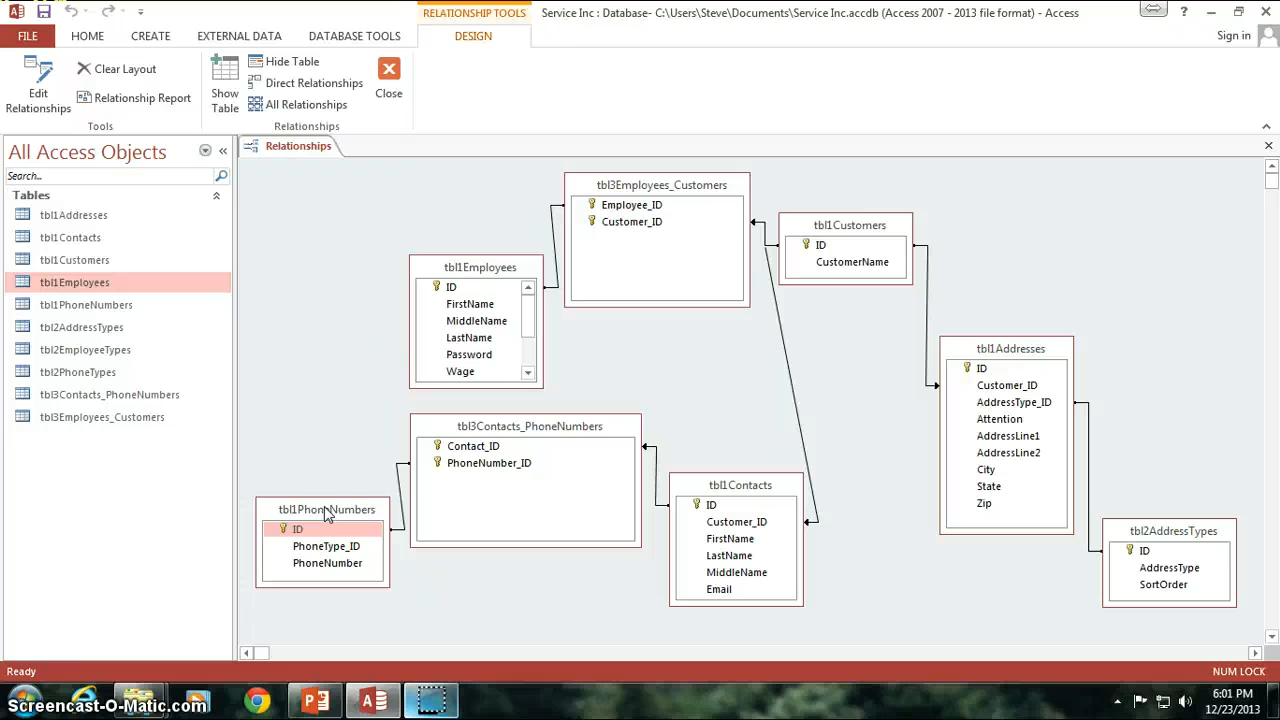 RELATIONSHIP TOOLS
Service Inc : Database- C:\Users\Steve\Documents\Service Inc.accdb (Access 2007 - 2013 file format) - Access
?
FILE
HOME
CREATE
EXTERNAL DATA
DATABASE TOOLS
DESIGN
Sign in
Edit
Relationships
Clear Layout
Relationship Report
Tools
Show
Table
Hide Table
Direct Relationships
All Relationships
Relationships
Close
All Access Objects
Search...
Tables
tbl1Addresses
tbl1Contacts
tbl1Customers
tbl1Employees
tbl1PhoneNumbers
tbl2AddressTypes
tbl2EmployeeTypes
tbl2PhoneTypes
tbl3Contacts_PhoneNumbers
tbl3Employees_Customers
Relationships
tbl3Employees_Customers
Employee_ID
Customer_ID
tbl1Customers
ID
CustomerName
tbl1Employees
ID
FirstName
MiddleName
LastName
Password
Wage
tbl1Addresses
ID
Customer_ID
AddressType_ID
Attention
AddressLine1
AddressLine2
City
State
Zip
tbl3Contacts_PhoneNumbers
Contact_ID
PhoneNumber_ID
tbl1Contacts
ID
Customer_ID
FirstName
LastName
MiddleName
Email
tbl1PhoneNumbers
ID
PhoneType_ID
PhoneNumber
tbl2AddressTypes
ID
AddressType
SortOrder
Ready
NUM LOCK
Screencast-O-Matic.com
6:01 PM
12/23/2013